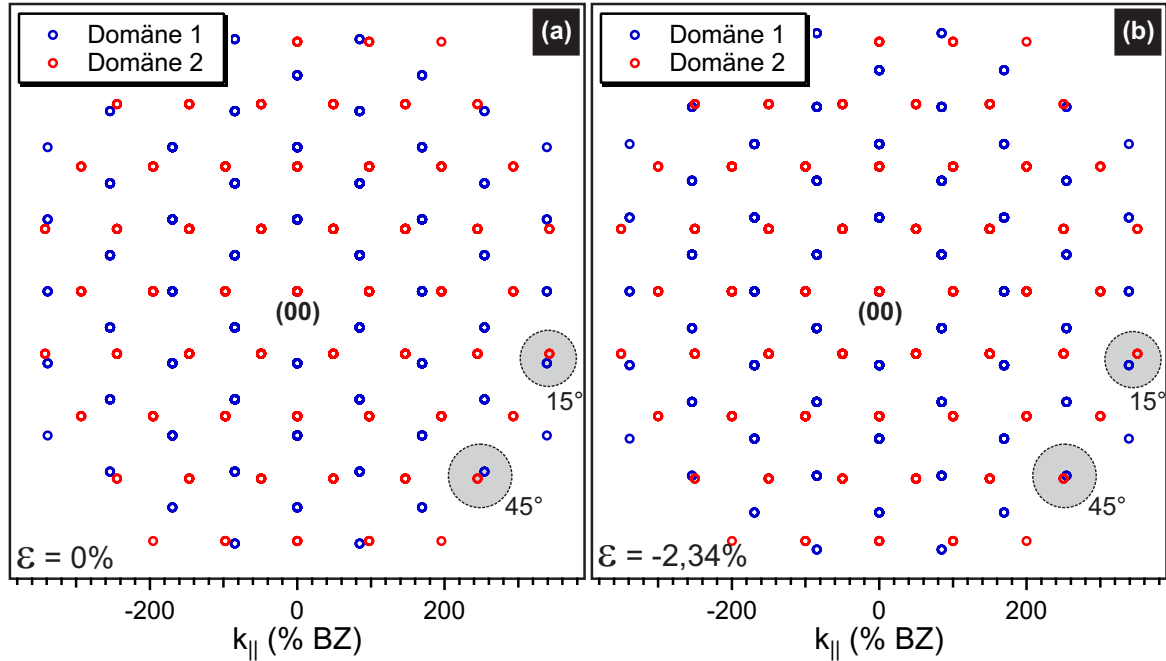 Domäne 1
Domäne 2
(a)
(00)
15°
45°
ε = 0%
-200
0
200
k|| (% BZ)
Domäne 1
Domäne 2
(b)
(00)
15°
45°
ε = -2,34%
-200
0
200
k|| (% BZ)